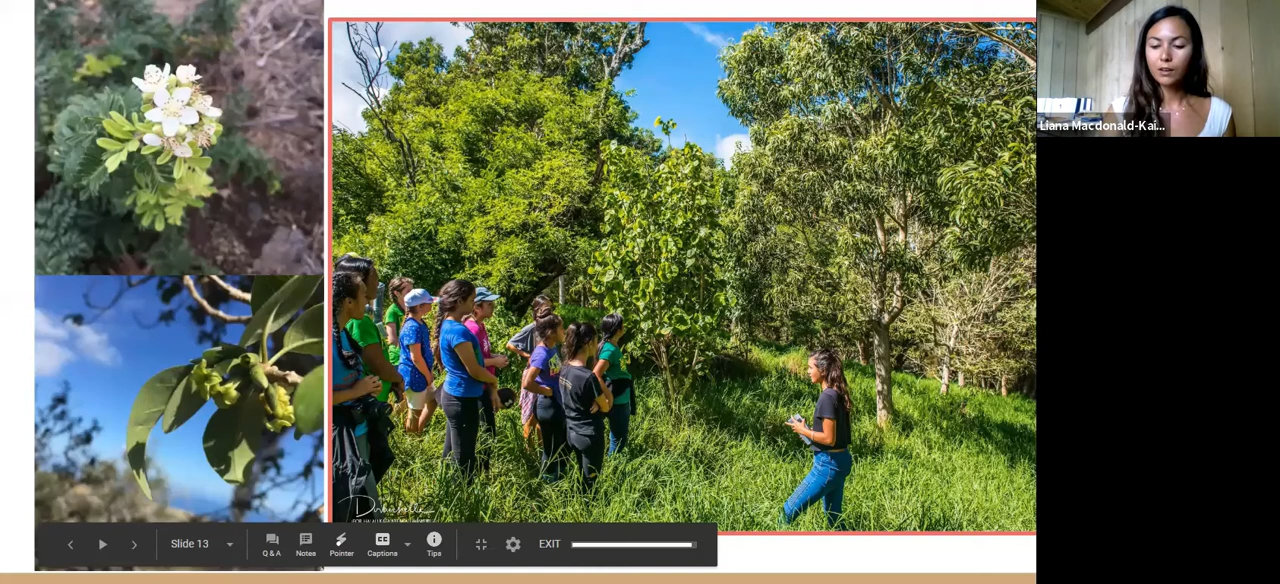 Liana Macdonald-Kai...
Slide 13
Q & A
Notes
Pointer
Captions
Tips
EXIT